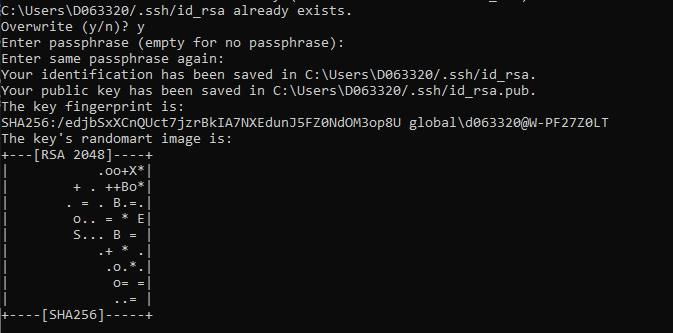 C:\Users\D063320/.ssh/id_rsa already exists.
Overwrite (y/n)? y
Enter passphrase (empty for no passphrase):
Enter same passphrase again:
Your identification has been saved in C:\Users\D063320/.ssh/id_rsa.
Your public key has been saved in C:\Users\D063320/.ssh/id_rsa.pub.
The key fingerprint is:
SHA256:/edjbSxXCnQUct7jzrBkIA7NXEdunJ5FZ0NdOM3op8U global\d063320@W-PF27Z0LT
The key's randomart image is:
+---[RSA 2048]----+
|           .oo+X*|
|        + . ++Bo*|
|       . = . B.=.|
|        o.. = * E|
|        S... B = |
|           .+ * .|
|            .o.*.|
|             o= =|
|             ..= |
+----[SHA256]-----+